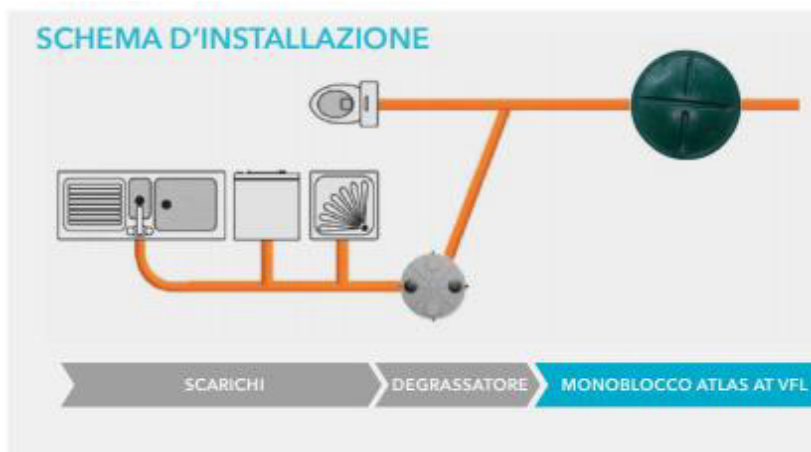 SCHEMA D'INSTALLAZIONE
SCARICHI
DEGRASSATORE
MONOBLOCCO ATLAS AT VFL